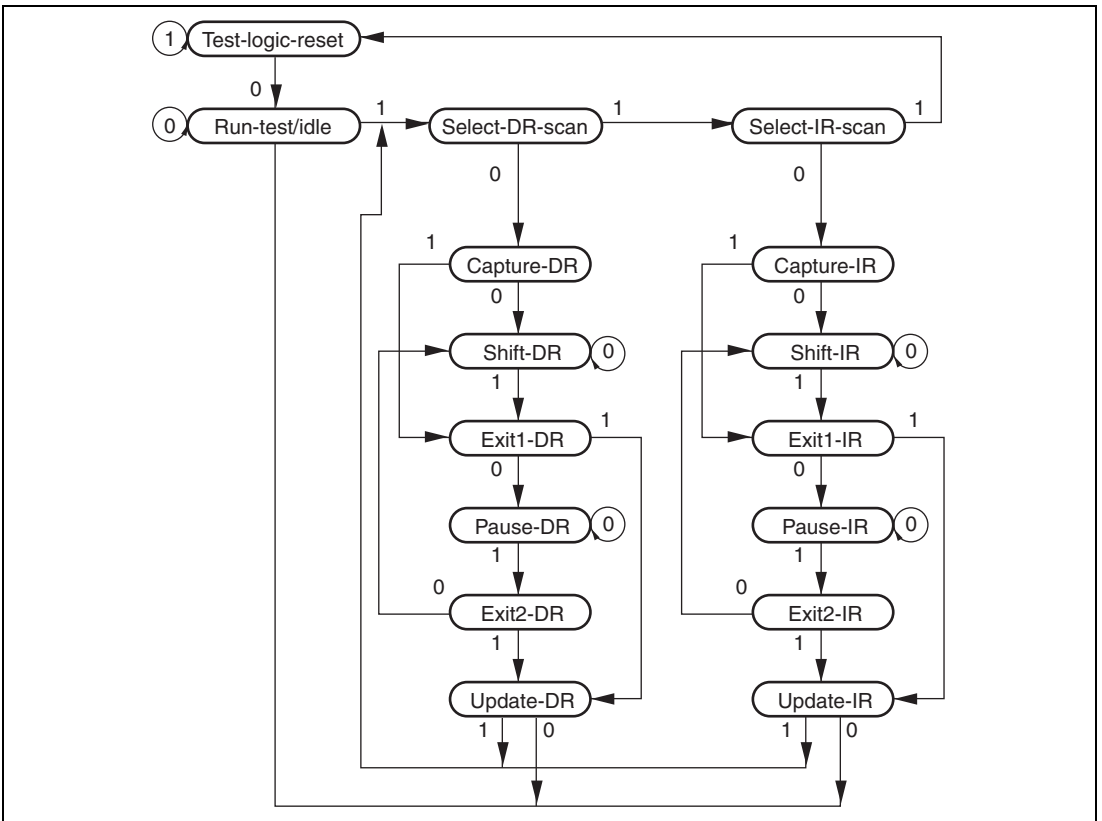 1 Test-logic-reset
0
0 Run-test/idle 1 Select-DR-scan 1 Select-IR-scan 1
0 0
1 1
Capture-DR Capture-IR
0 0
Shift-DR 0 Shift-IR 0
1 1
Exit1-DR 1 Exit1-IR 1
0 0
Pause-DR 0 Pause-IR 0
1 1
0 0
Exit2-DR Exit2-IR
1 1
Update-DR Update-IR
1 0 1 0